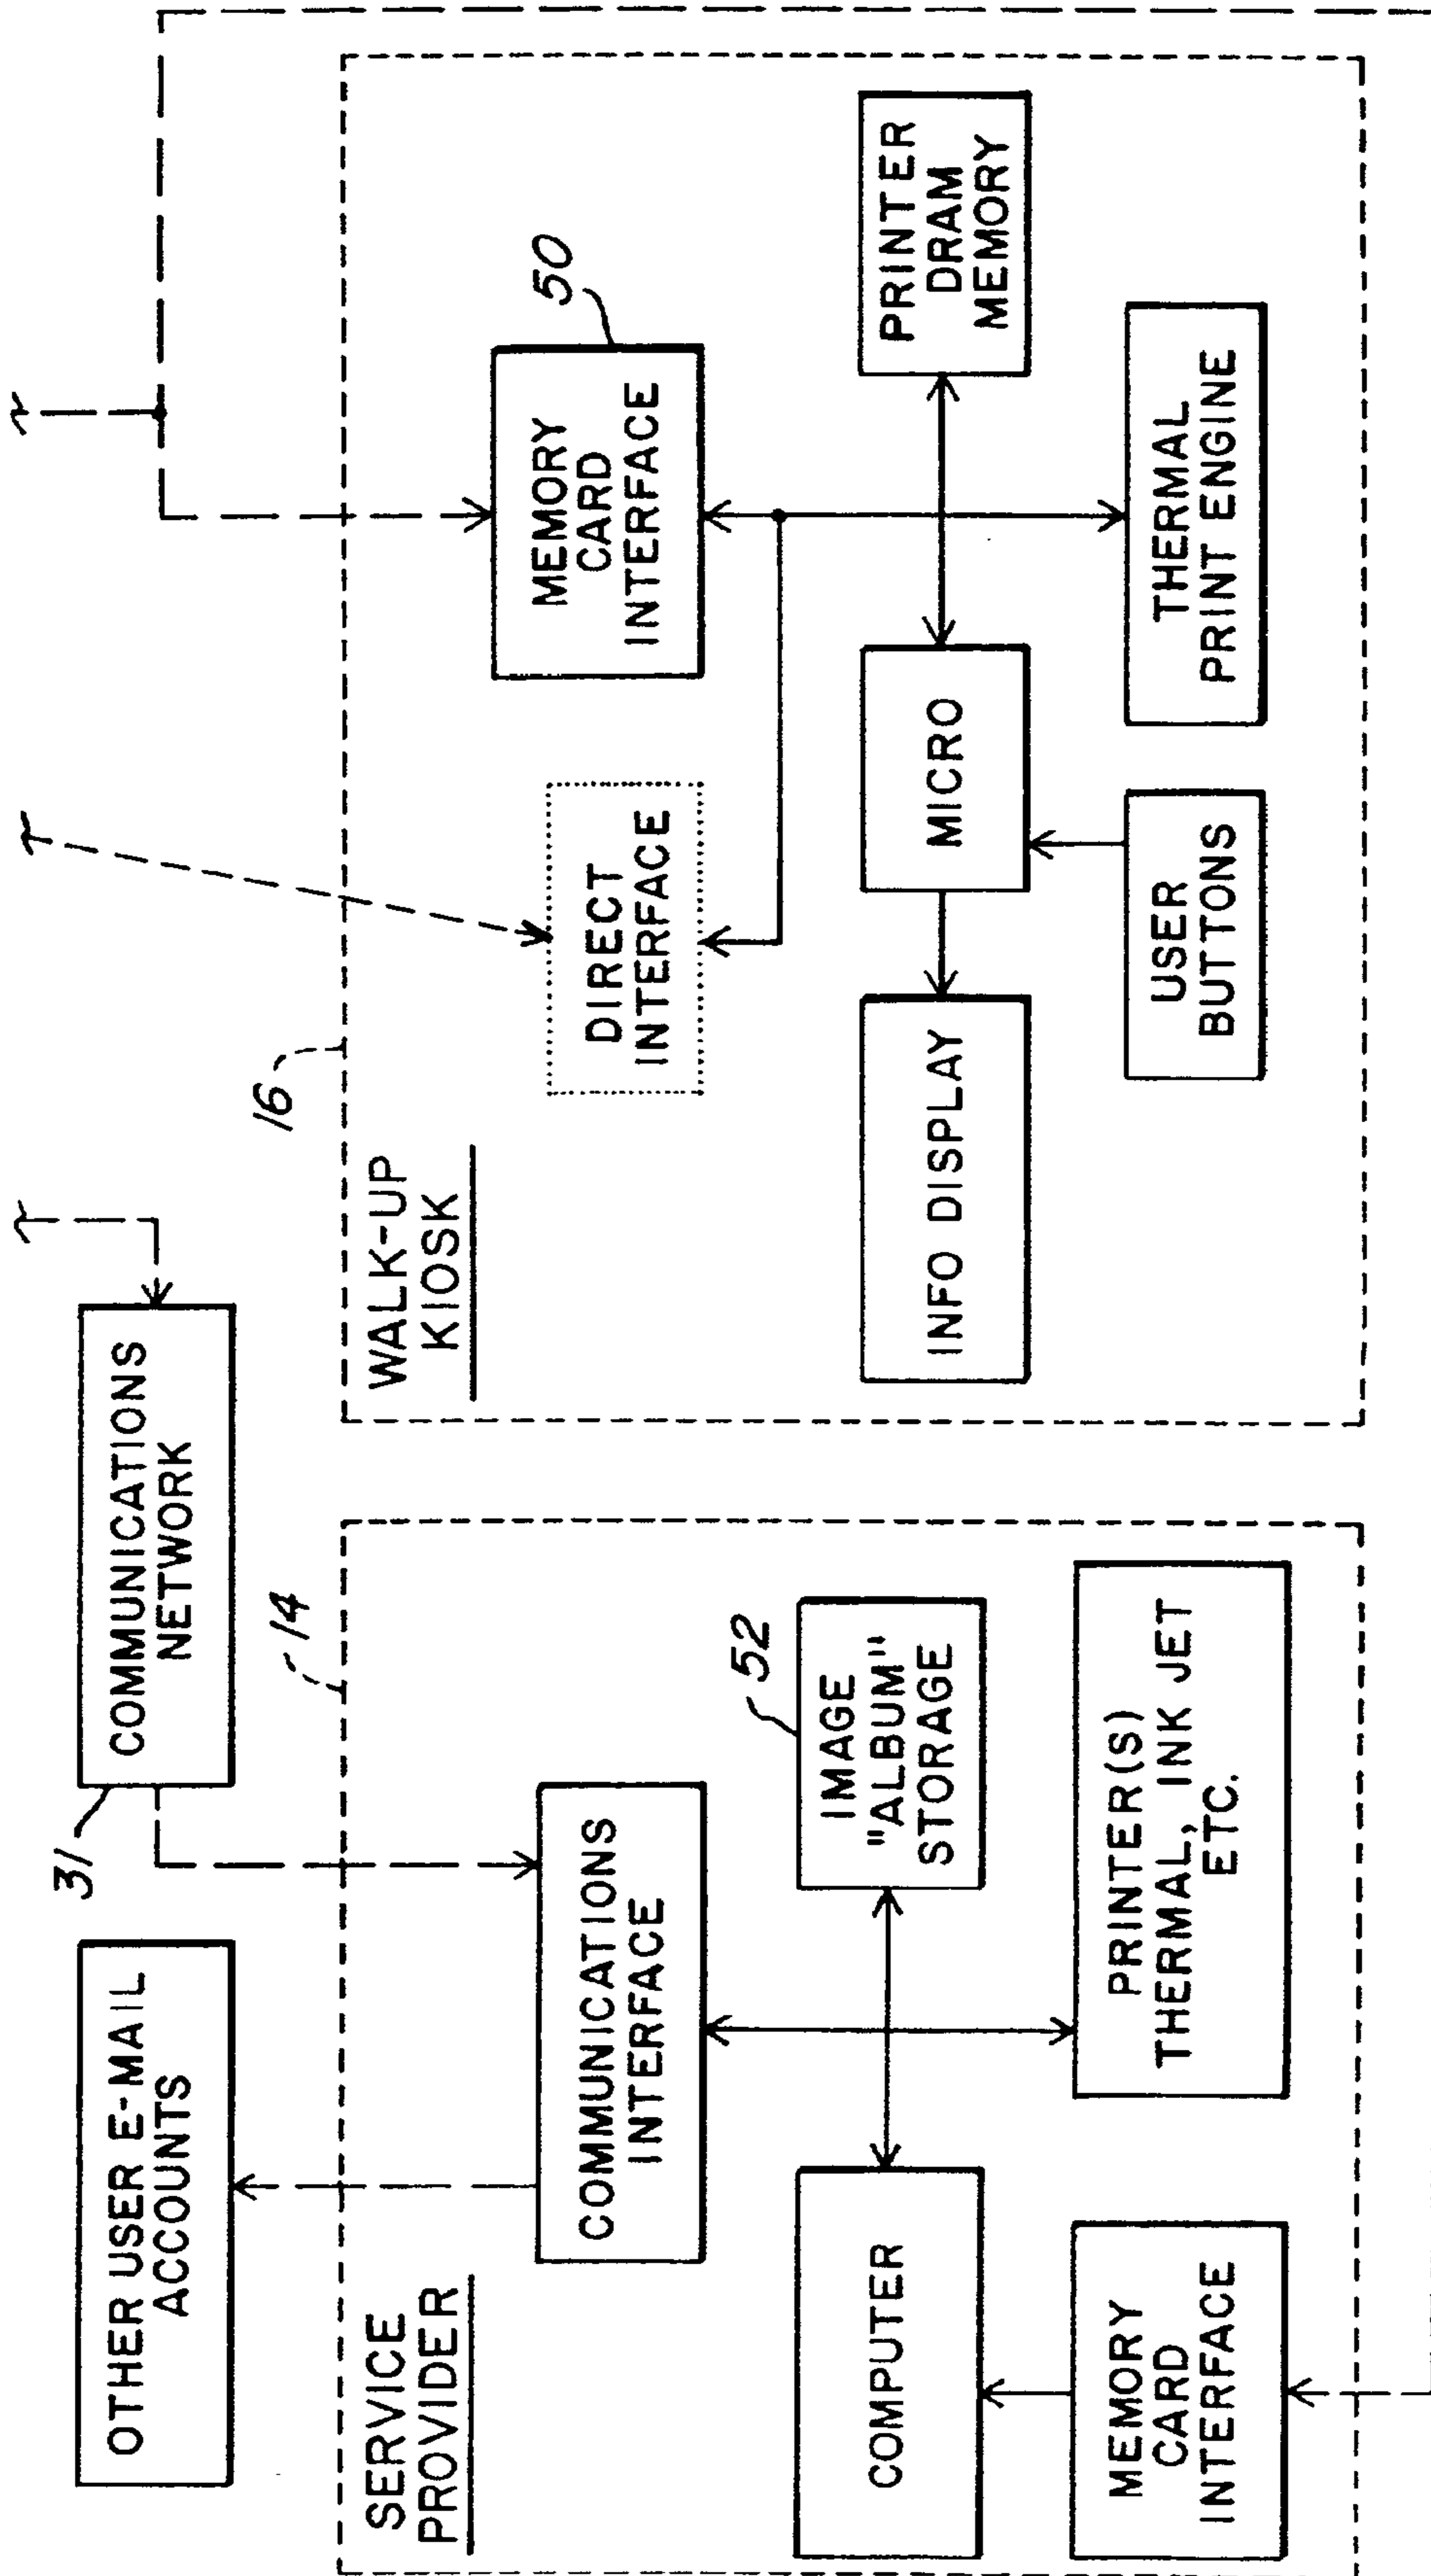 OTHER USER E-MAIL
ACCOUNTS
31
COMMUNICATIONS
NETWORK
SERVICE
PROVIDER
14
COMMUNICATIONS
INTERFACE
COMPUTER
52
IMAGE
"ALBUM"
STORAGE
MEMORY
CARD
INTERFACE
PRINTER(S)
THERMAL, INK JET
ETC.
WALK-UP
KIOSK
16
DIRECT
INTERFACE
MEMORY
CARD
INTERFACE
50
INFO DISPLAY
MICRO
PRINTER
DRAM
MEMORY
USER
BUTTONS
THERMAL
PRINT ENGINE